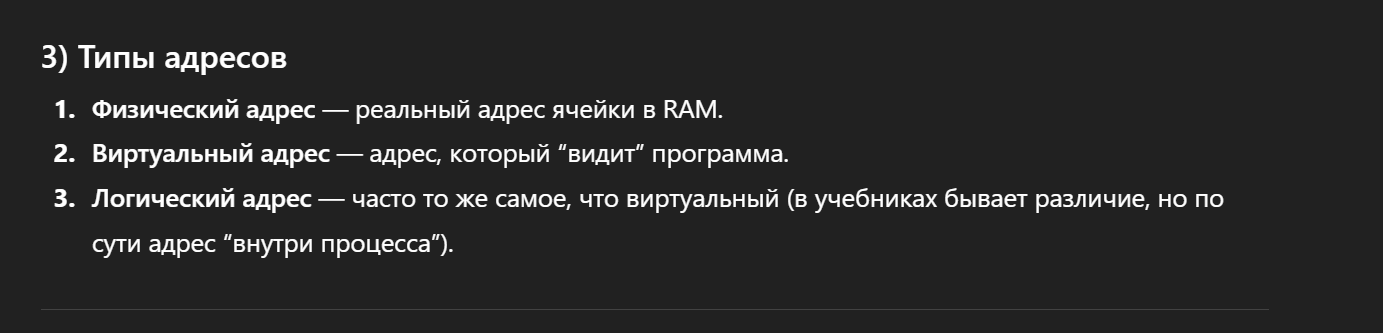 3) Типы адресов
1. Физический адрес — реальный адрес ячейки в RAM.
2. Виртуальный адрес — адрес, который “видит” программа.
3. Логический адрес — часто то же самое, что виртуальный (в учебниках бывает различие, но по
сути адрес “внутри процесса”).